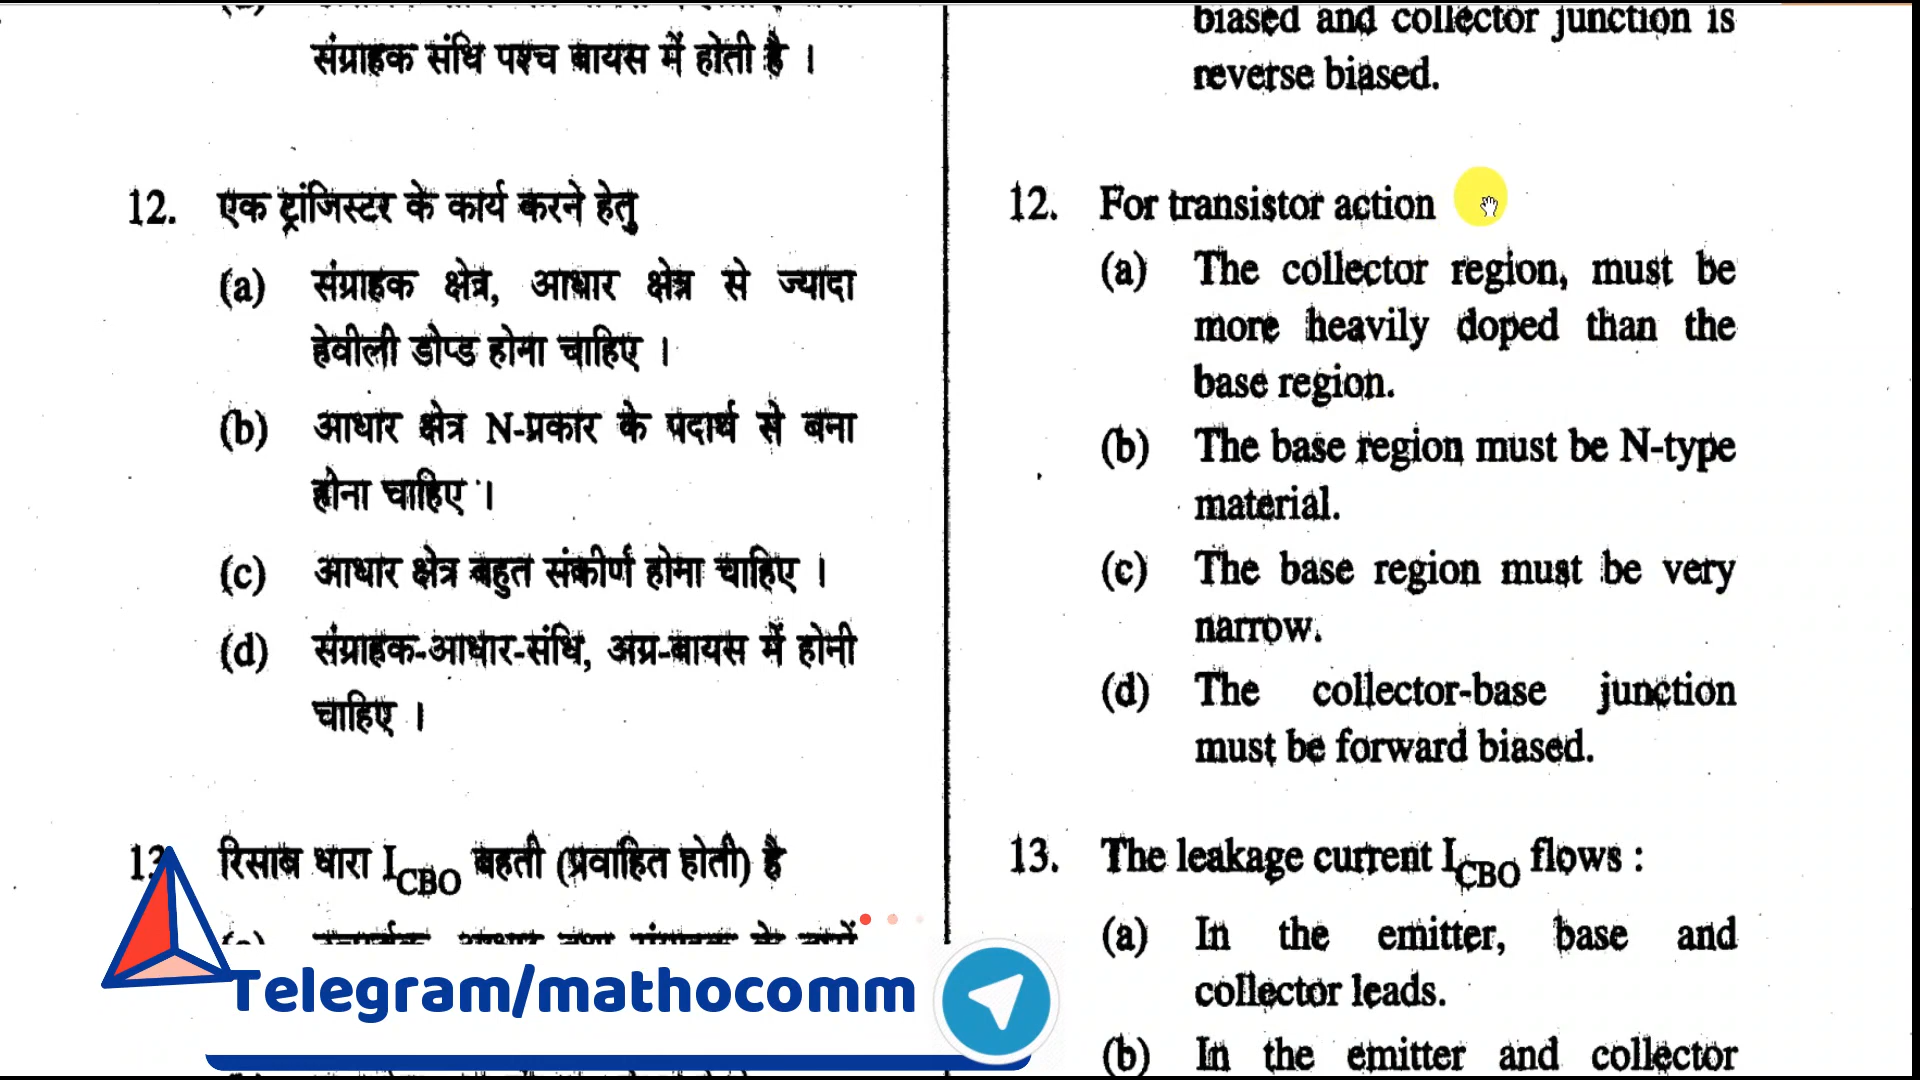 संग्राहक संधि पश्च बायस में होती है ।
12. एक ट्रांजिस्टर के कार्य करने हेतु
(a) संग्राहक क्षेत्र, आधार क्षेत्र से ज्यादा
हेवीली डोप्ड होना चाहिए ।
(b) आधार क्षेत्र N-प्रकार के पदार्थ से बना
होना चाहिए ।
(c) आधार क्षेत्र बहुत संकीर्ण होना चाहिए ।
(d) संग्राहक-आधार-संधि, अग्र-बायस में होनी
चाहिए ।
13. रिसाव धारा I_CBO बहती (प्रवाहित होती) है
biased and collector junction is
reverse biased.
12. For transistor action
(a) The collector region, must be
more heavily doped than the
base region.
(b) The base region must be N-type
material.
(c) The base region must be very
narrow.
(d) The collector-base junction
must be forward biased.
13. The leakage current I_CBO flows :
(a) In the emitter, base and
collector leads.
(b) In the emitter and collector
Telegram/mathocomm